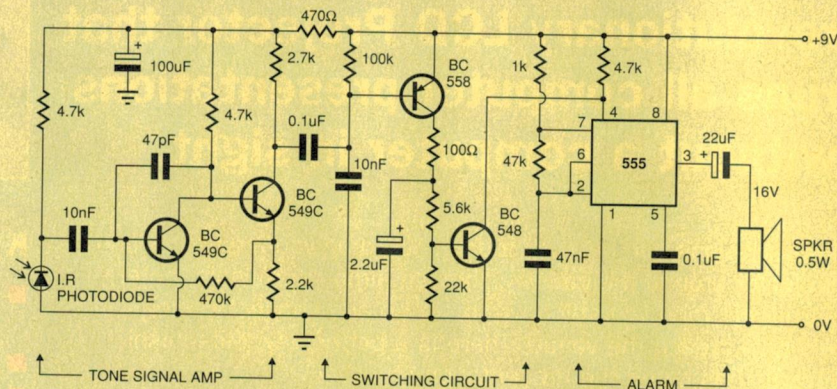 470Ω
+9V
100uF
2.7k
100k
BC
558
1k
4.7k
4.7k
4.7k
47pF
0.1uF
10nF
100Ω
7
4
8
22uF
+
10nF
BC
549C
BC
549C
5.6k
BC
548
47k
6
2
555
3
16V
1
5
I.R
PHOTODIODE
470k
2.2k
2.2uF
22k
47nF
0.1uF
SPKR
0.5W
0V
TONE SIGNAL AMP
SWITCHING CIRCUIT
ALARM